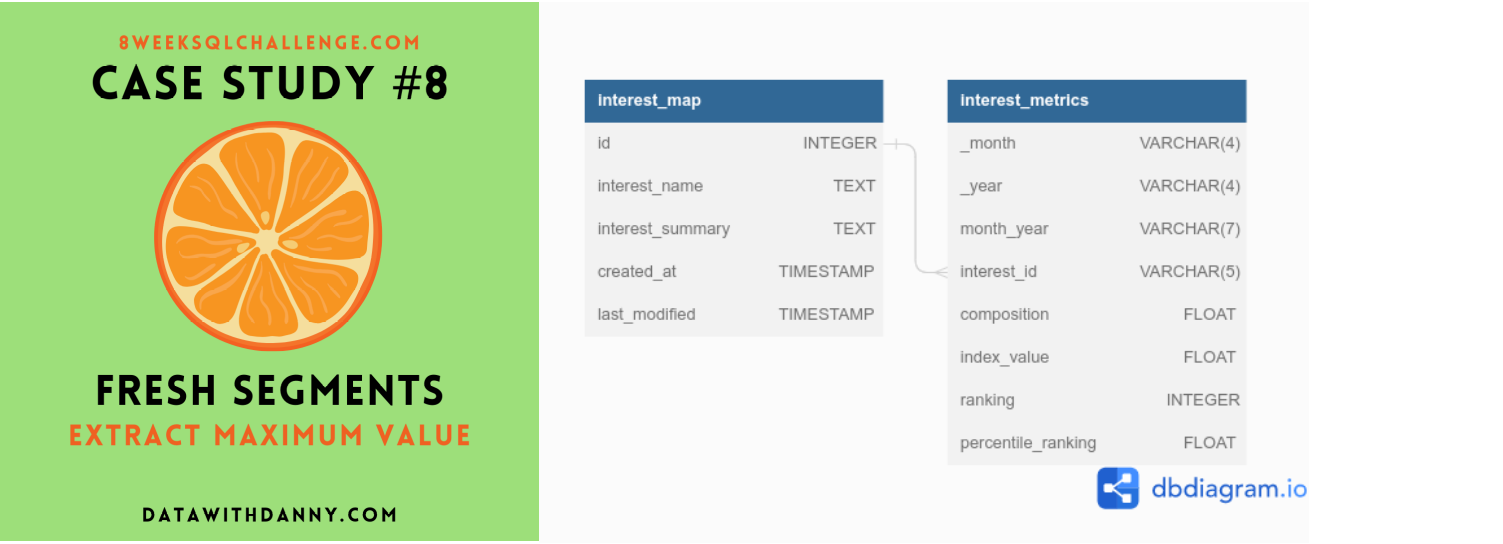 8WEEKSQLCHALLENGE.COM
CASE STUDY #8
FRESH SEGMENTS
EXTRACT MAXIMUM VALUE
DATAWITHDANNY.COM
interest_map
id INTEGER
interest_name TEXT
interest_summary TEXT
created_at TIMESTAMP
last_modified TIMESTAMP
interest_metrics
_month VARCHAR(4)
_year VARCHAR(4)
month_year VARCHAR(7)
interest_id VARCHAR(5)
composition FLOAT
index_value FLOAT
ranking INTEGER
percentile_ranking FLOAT
dbdiagram.io